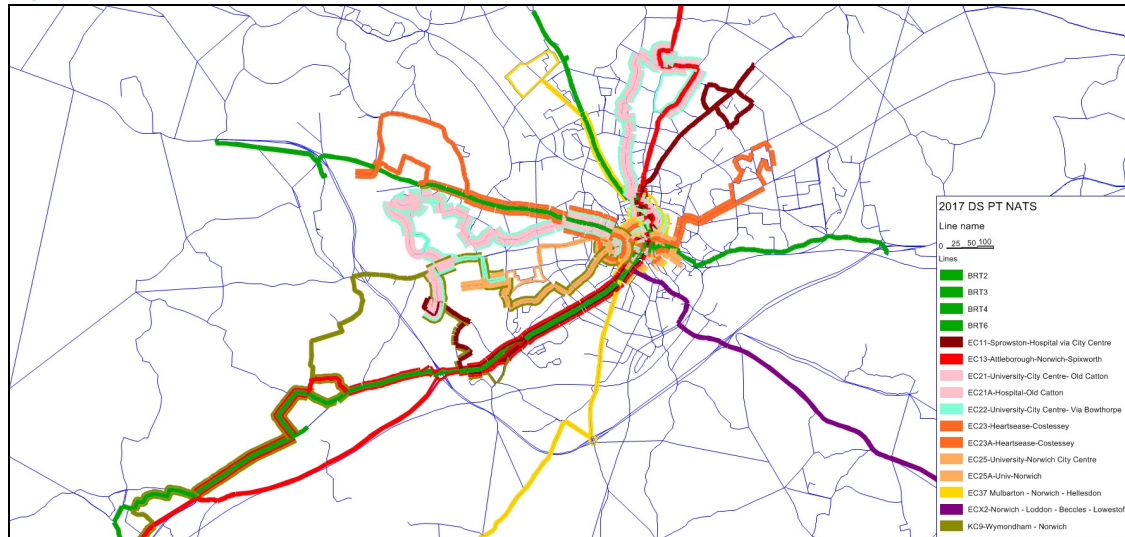 2017 DS PT NATS
Line name
0 25 50 100
Lines
BRT2
BRT3
BRT4
BRT6
EC11-Sprowston-Hospital via City Centre
EC13-Attleborough-Norwich-Spixworth
EC21-University-City Centre- Old Catton
EC21A-Hospital-Old Catton
EC22-University-City Centre- Via Bowthorpe
EC23-Heartsease-Costessey
EC23A-Heartsease-Costessey
EC25-University-Norwich City Centre
EC25A-Univ-Norwich
EC37 Mulbarton - Norwich - Hellesdon
ECX2-Norwich - Loddon - Beccles - Lowestof
KC9-Wymondham - Norwich